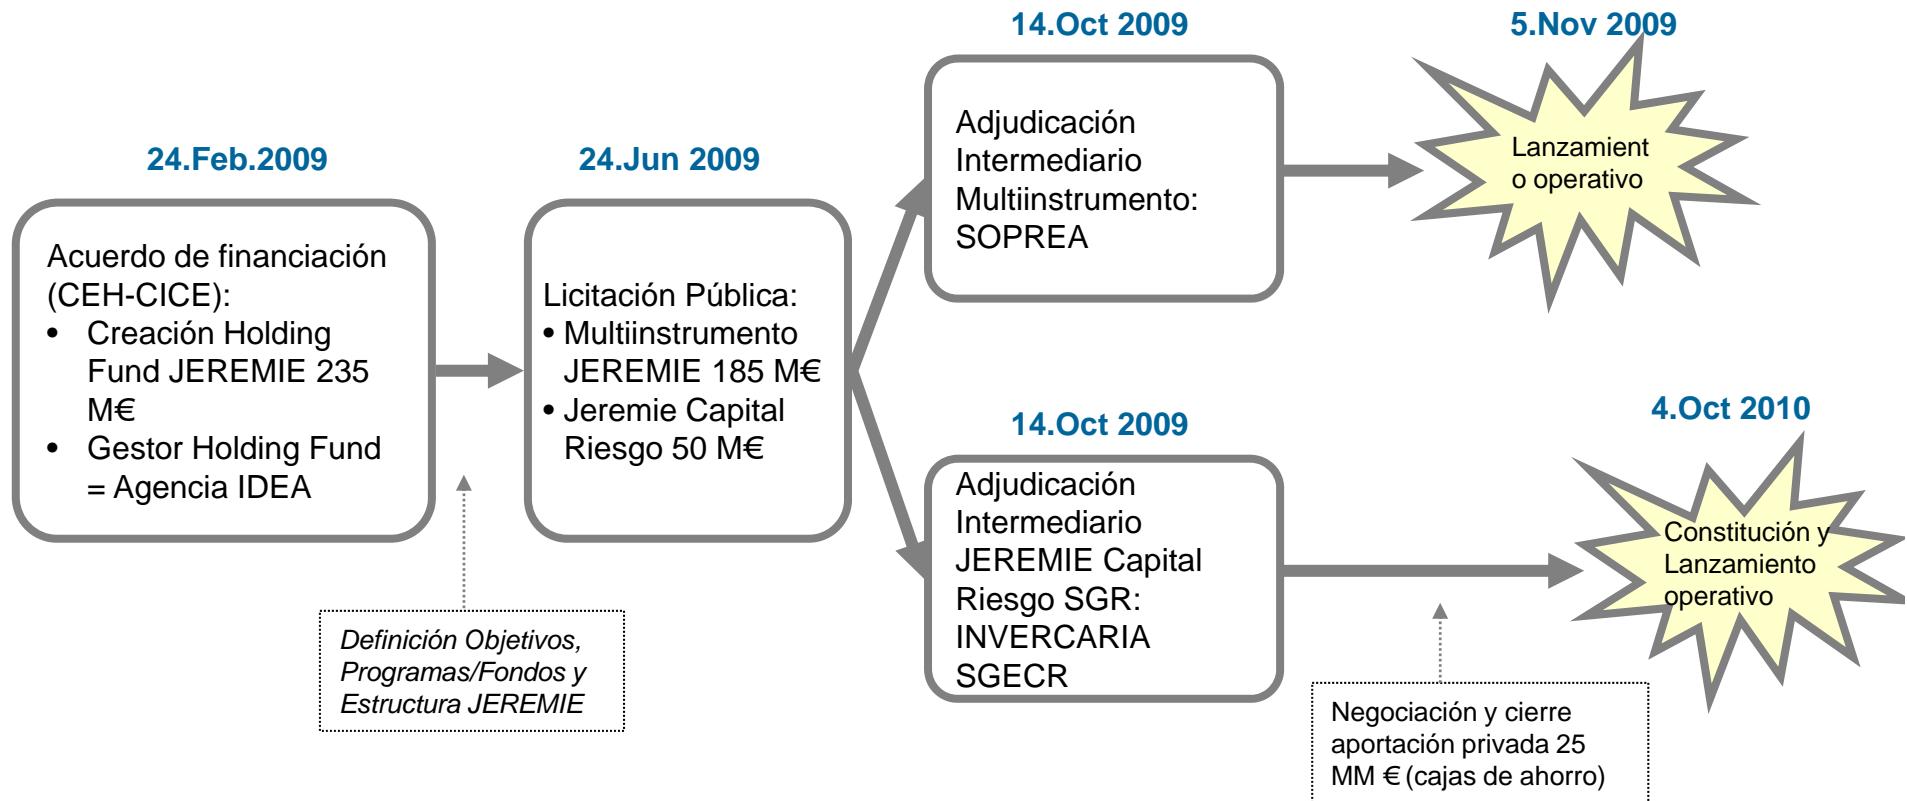 24.Feb.2009
Acuerdo de financiación
(CEH-CICE):
• Creación Holding
Fund JEREMIE 235
M€
• Gestor Holding Fund
= Agencia IDEA
Definición Objetivos,
Programas/Fondos y
Estructura JEREMIE
24.Jun 2009
Licitación Pública:
• Multiinstrumento
JEREMIE 185 M€
• Jeremie Capital
Riesgo 50 M€
14.Oct 2009
Adjudicación
Intermediario
Multiinstrumento:
SOPREA
5.Nov 2009
Lanzamient
o operativo
14.Oct 2009
Adjudicación
Intermediario
JEREMIE Capital
Riesgo SGR:
INVERCARIA
SGECR
Negociación y cierre
aportación privada 25
MM € (cajas de ahorro)
4.Oct 2010
Constitución y
Lanzamiento
operativo